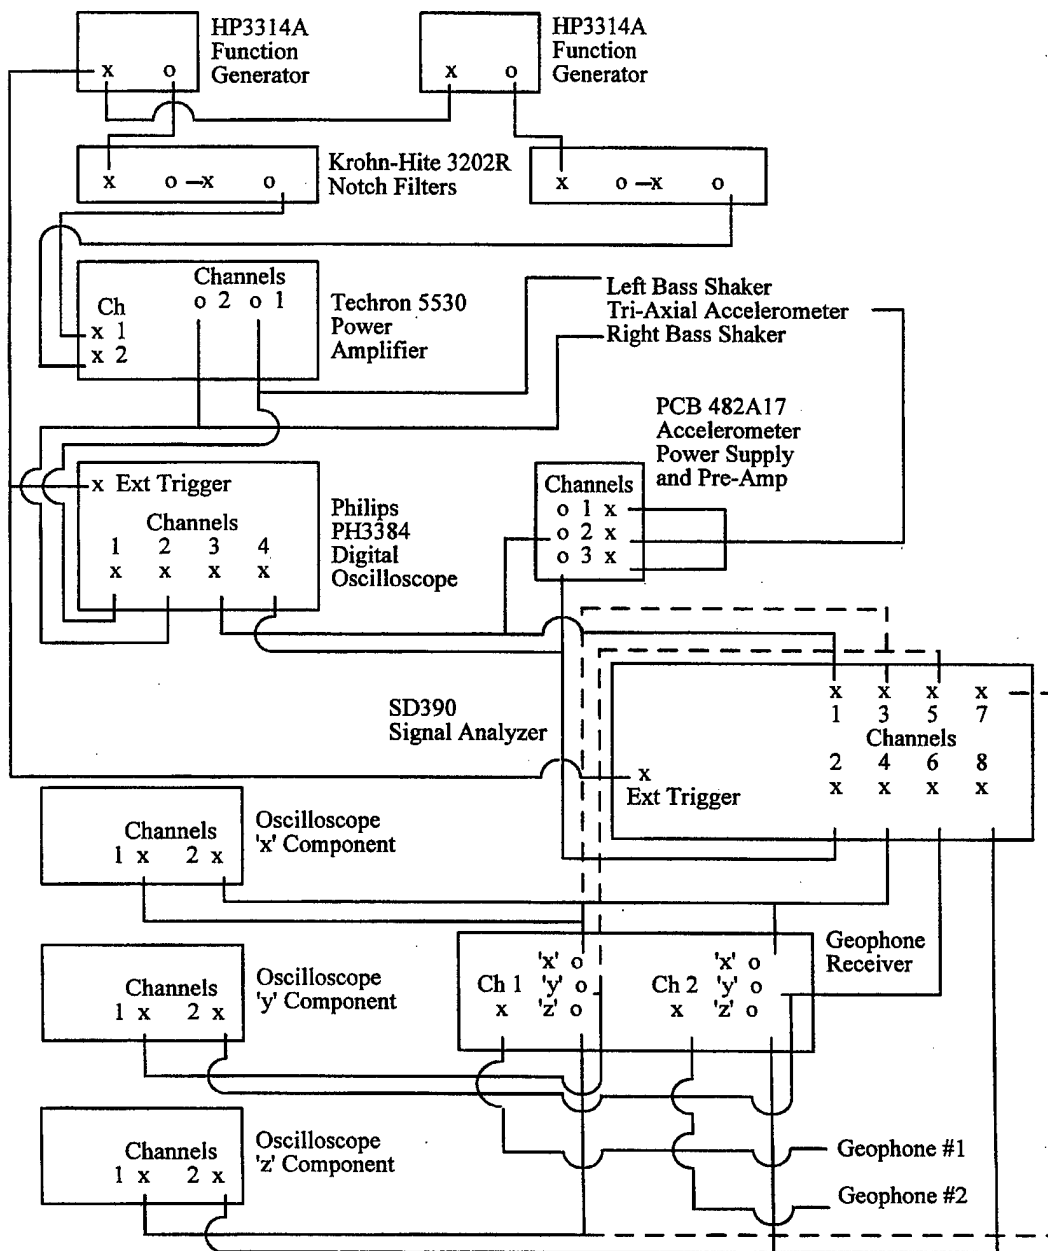 HP3314A
Function
Generator
x o
HP3314A
Function
Generator
x o
Krohn-Hite 3202R
Notch Filters
x o – x o
x o – x o
Channels
o 2 o 1
Ch
x 1
x 2
Techron 5530
Power
Amplifier
Left Bass Shaker
Tri-Axial Accelerometer
Right Bass Shaker
PCB 482A17
Accelerometer
Power Supply
and Pre-Amp
x Ext Trigger
Channels
1 2 3 4
x x x x
Philips
PH3384
Digital
Oscilloscope
Channels
o 1 x
o 2 x
o 3 x
SD390
Signal Analyzer
x x x x
1 3 5 7
Channels
2 4 6 8
x x x x
x
Ext Trigger
Channels
1 x 2 x
Oscilloscope
'x' Component
Channels
1 x 2 x
Oscilloscope
'y' Component
Channels
1 x 2 x
Oscilloscope
'z' Component
'x' o
Ch 1 'y' o
x 'z' o
'x' o
Ch 2 'y' o
x 'z' o
Geophone
Receiver
Geophone #1
Geophone #2